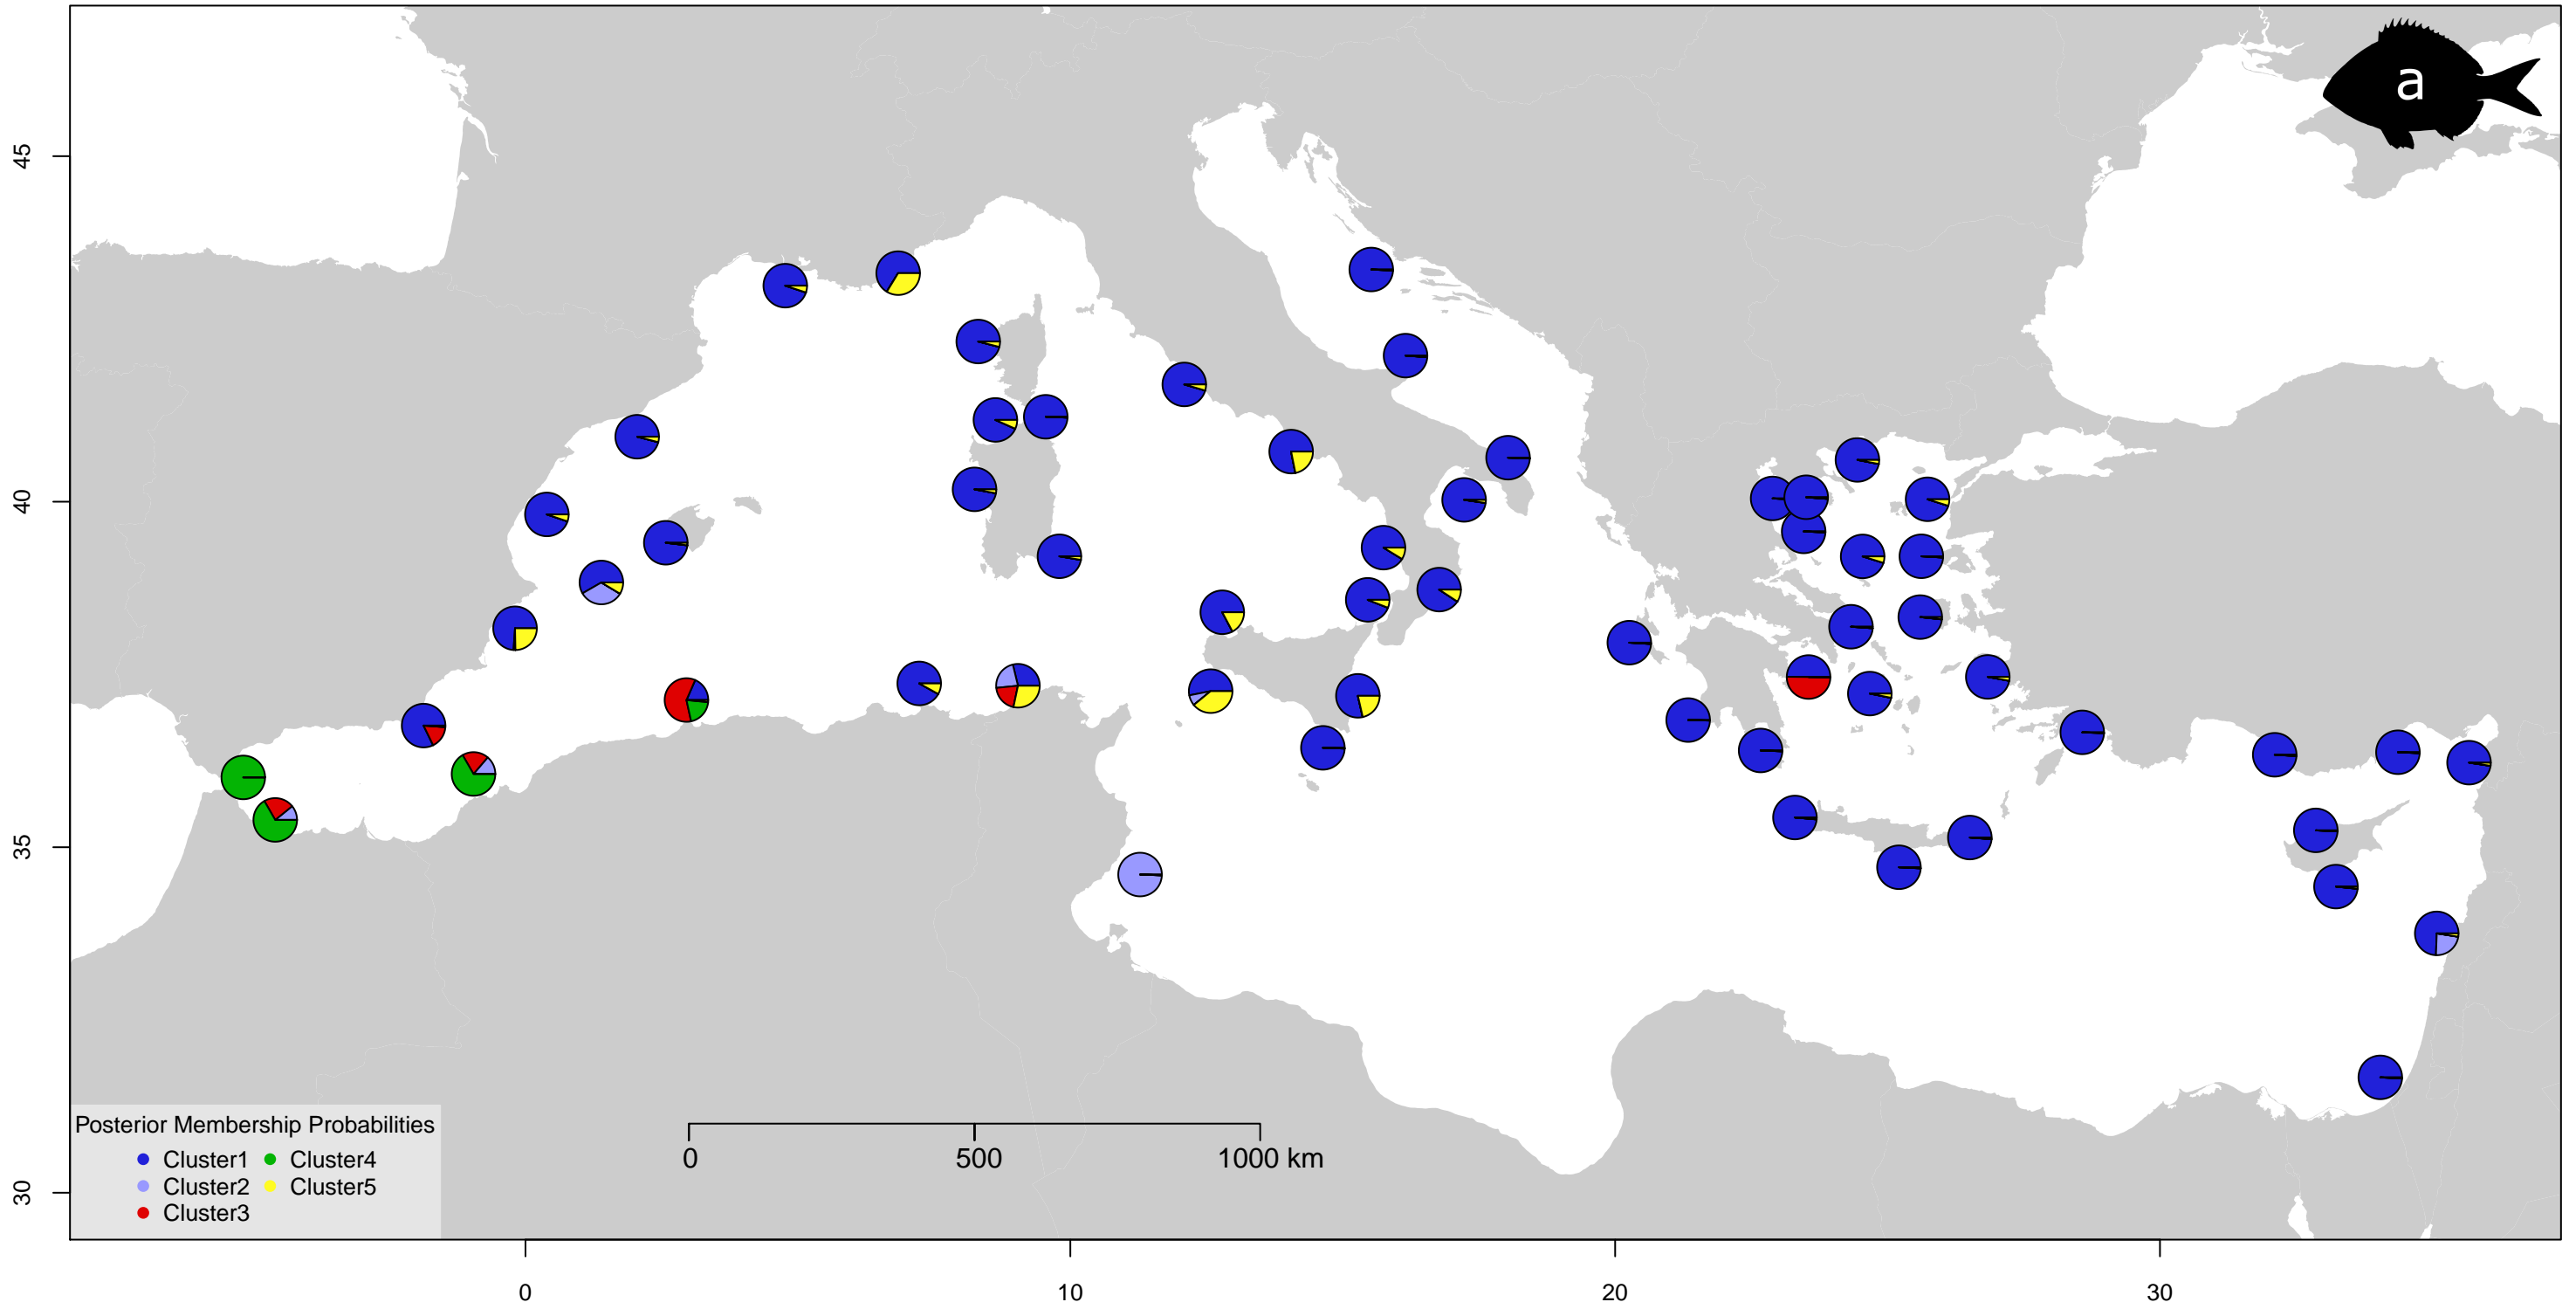 a
45
40
35
30
Posterior Membership Probabilities
Cluster1 Cluster4
Cluster2 Cluster5
Cluster3
0 500 1000 km
0 10 20 30